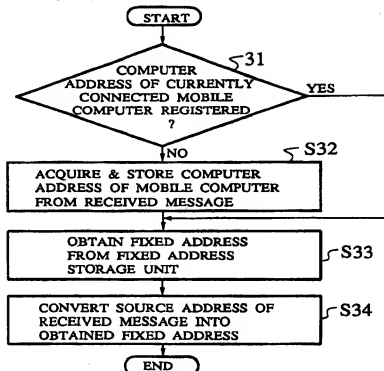 START
31
COMPUTER
ADDRESS OF CURRENTLY
CONNECTED MOBILE
COMPUTER REGISTERED
?
YES
NO
S32
ACQUIRE & STORE COMPUTER
ADDRESS OF MOBILE COMPUTER
FROM RECEIVED MESSAGE
OBTAIN FIXED ADDRESS
FROM FIXED ADDRESS
STORAGE UNIT
S33
CONVERT SOURCE ADDRESS OF
RECEIVED MESSAGE INTO
OBTAINED FIXED ADDRESS
S34
END